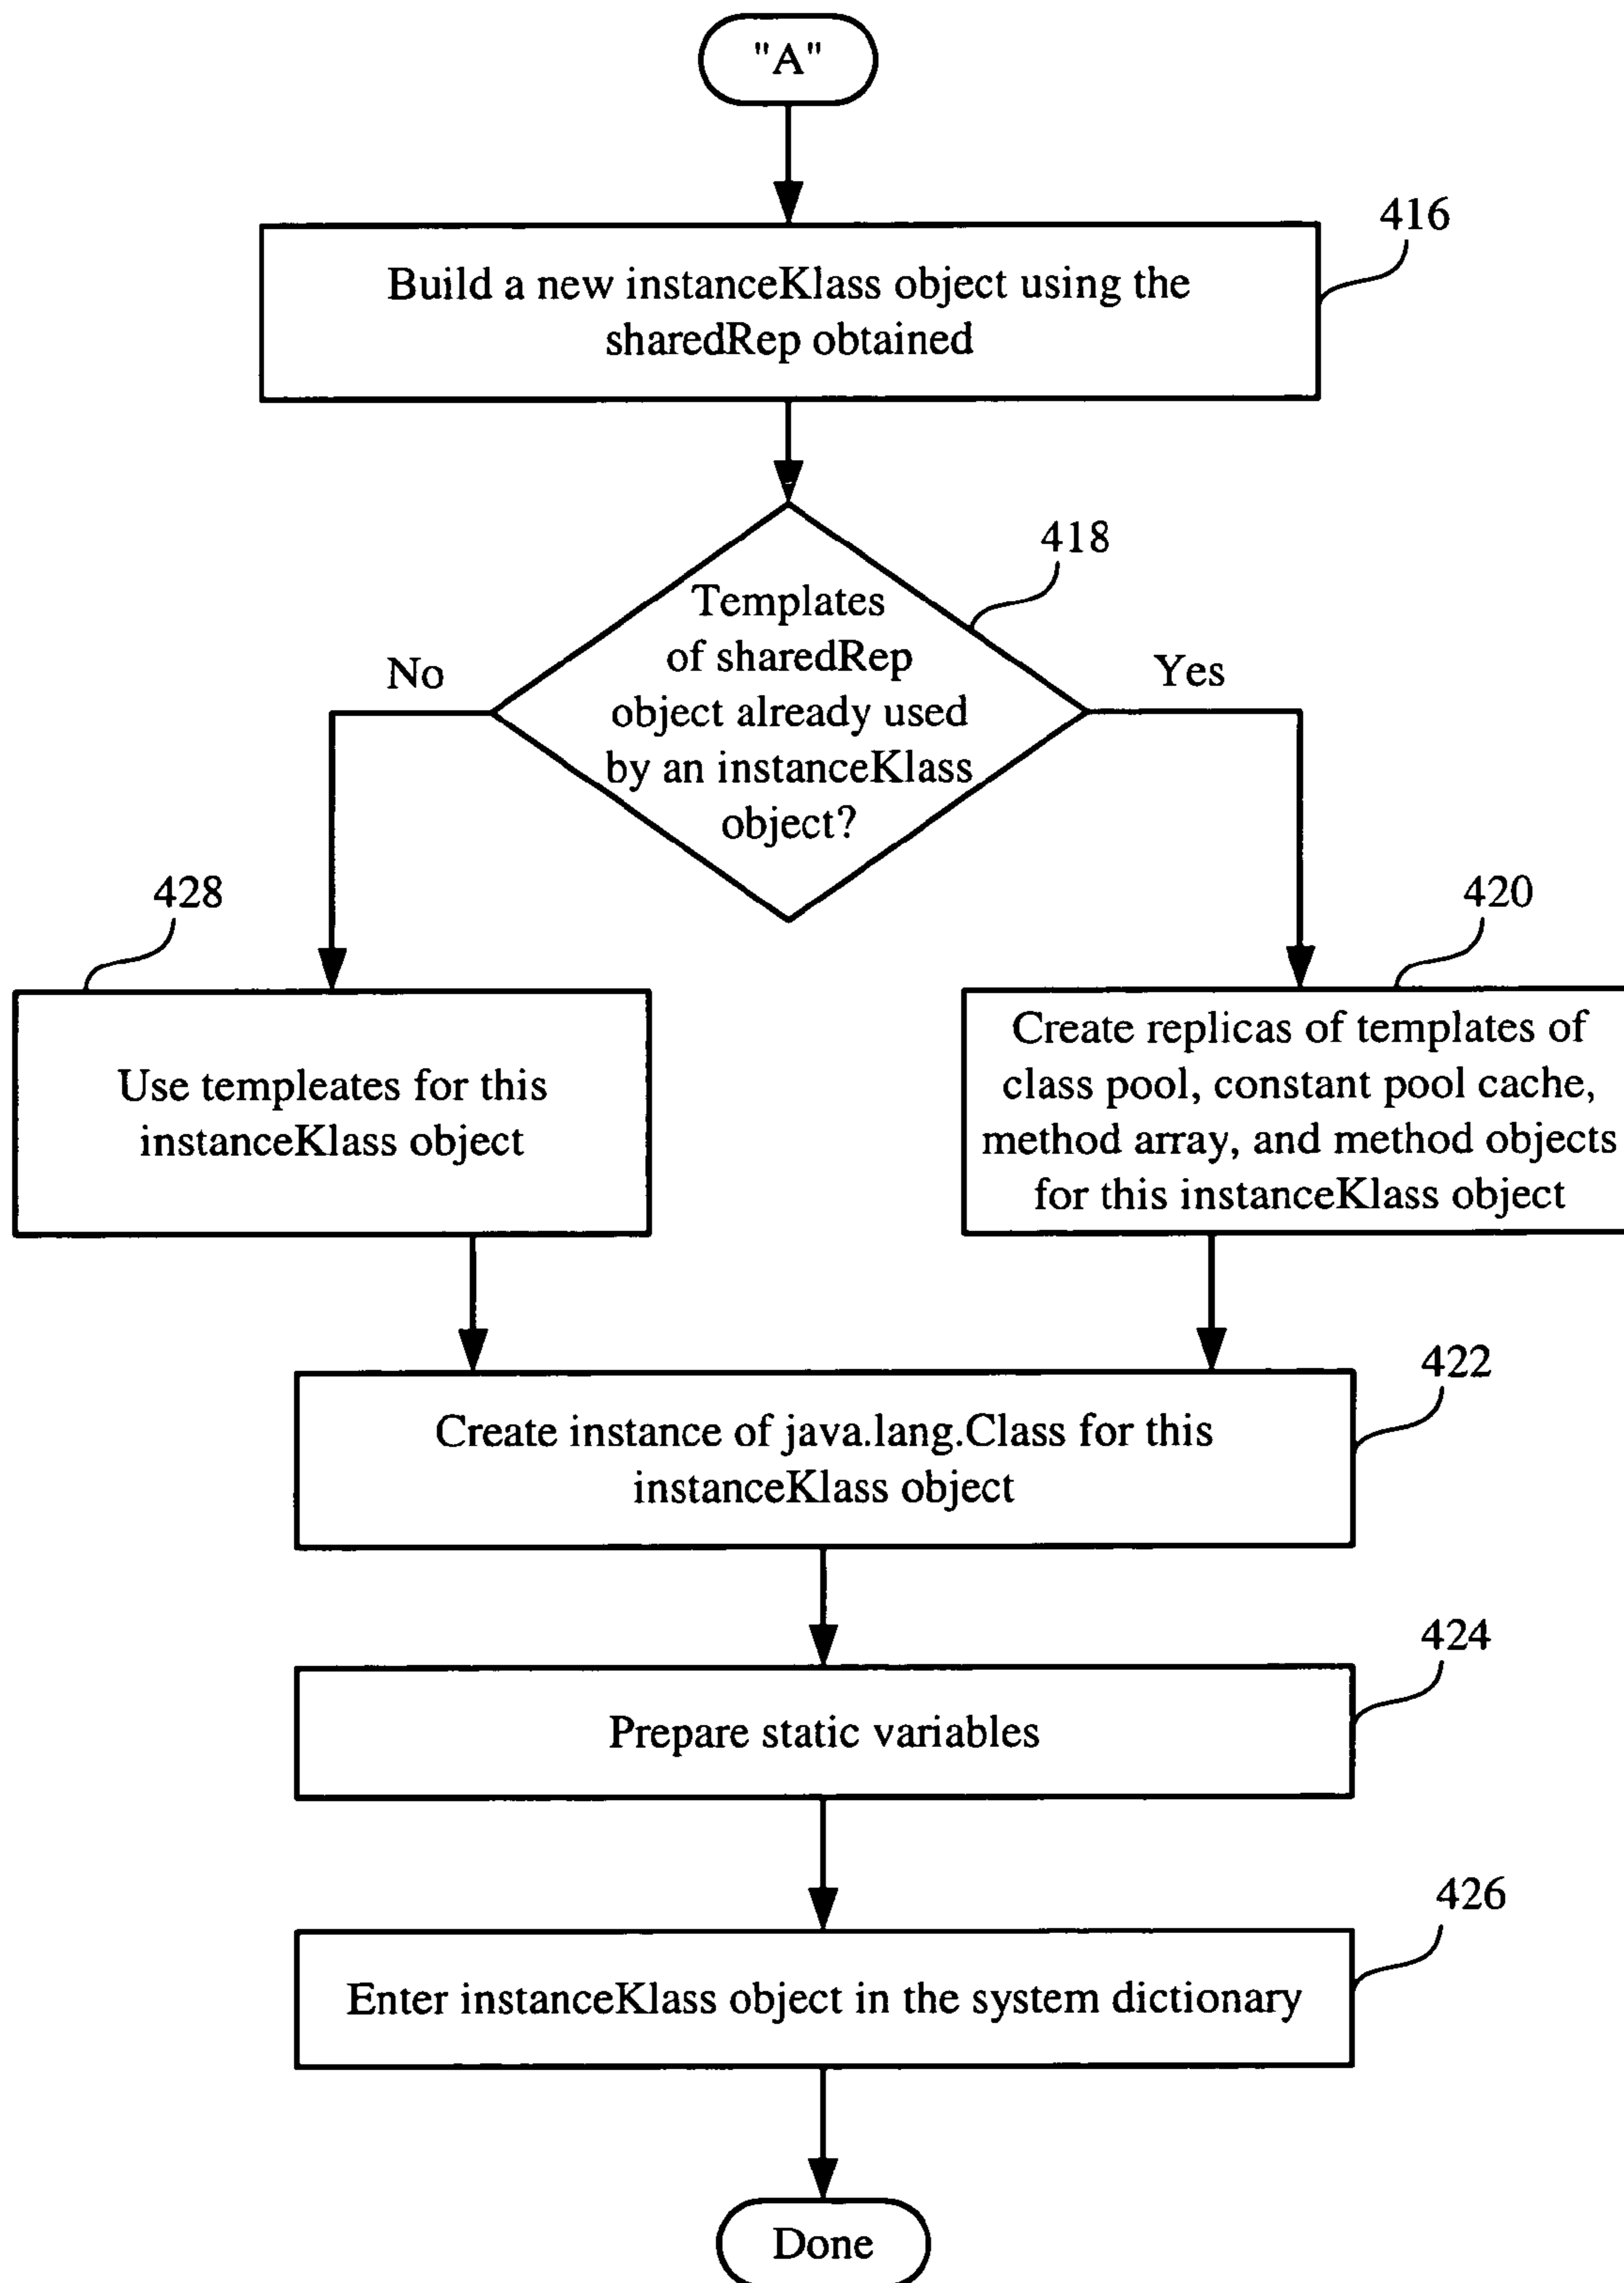 "A"
416
Build a new instanceKlass object using the
sharedRep obtained
418
Templates
of sharedRep
object already used
by an instanceKlass
object?
No
Yes
428
420
Use templeates for this
instanceKlass object
Create replicas of templates of
class pool, constant pool cache,
method array, and method objects
for this instanceKlass object
422
Create instance of java.lang.Class for this
instanceKlass object
424
Prepare static variables
426
Enter instanceKlass object in the system dictionary
Done